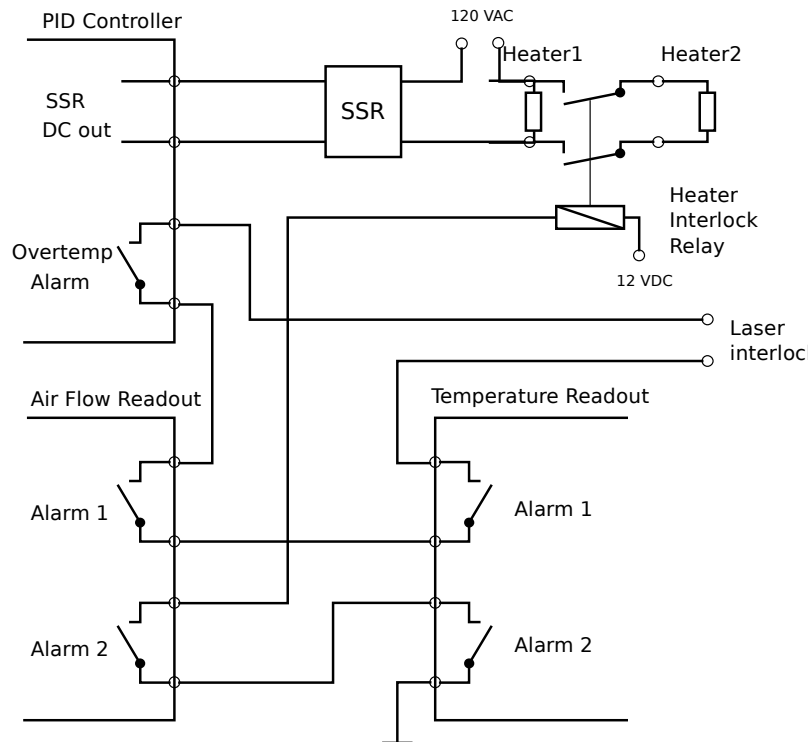 PID Controller
120 VAC
Heater1
Heater2
SSR
DC out
SSR
Heater
Interlock
Relay
Overtemp
Alarm
12 VDC
Laser
interlock
Air Flow Readout
Temperature Readout
Alarm 1
Alarm 1
Alarm 2
Alarm 2